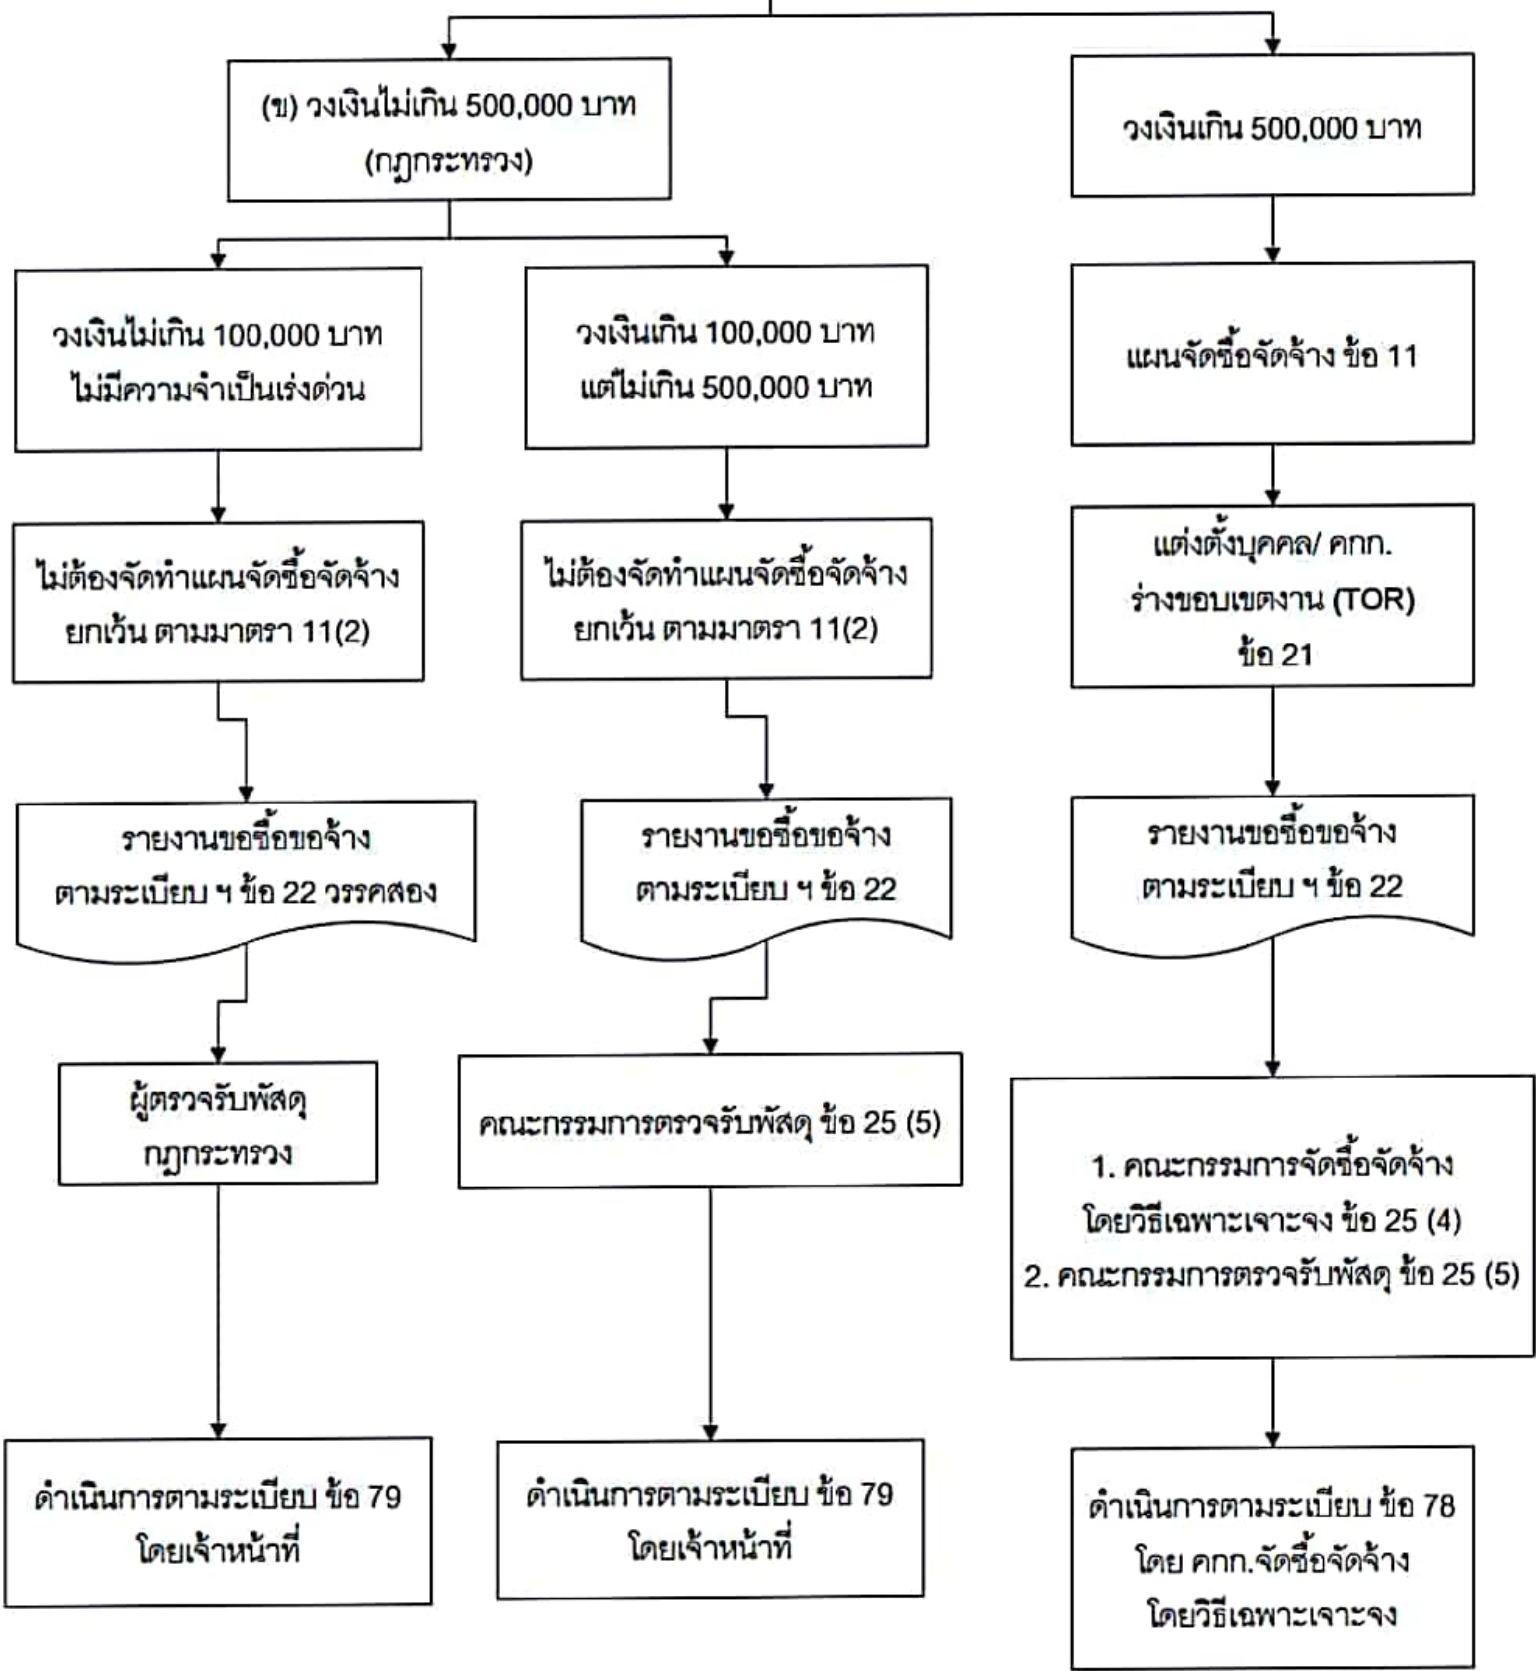 (ข) วงเงินไม่เกิน 500,000 บาท
(กฎกระทรวง)
วงเงินเกิน 500,000 บาท
วงเงินไม่เกิน 100,000 บาท
ไม่มีความจำเป็นเร่งด่วน
วงเงินเกิน 100,000 บาท
แต่ไม่เกิน 500,000 บาท
แผนจัดซื้อจัดจ้าง ข้อ 11
ไม่ต้องจัดทำแผนจัดซื้อจัดจ้าง
ยกเว้น ตามมาตรา 11(2)
ไม่ต้องจัดทำแผนจัดซื้อจัดจ้าง
ยกเว้น ตามมาตรา 11(2)
แต่งตั้งบุคคล/ คกก.
ร่างขอบเขตงาน (TOR)
ข้อ 21
รายงานขอซื้อขอจ้าง
ตามระเบียบ ฯ ข้อ 22 วรรคสอง
รายงานขอซื้อขอจ้าง
ตามระเบียบ ฯ ข้อ 22
รายงานขอซื้อขอจ้าง
ตามระเบียบ ฯ ข้อ 22
ผู้ตรวจรับพัสดุ
กฎกระทรวง
คณะกรรมการตรวจรับพัสดุ ข้อ 25 (5)
1. คณะกรรมการจัดซื้อจัดจ้าง
โดยวิธีเฉพาะเจาะจง ข้อ 25 (4)
2. คณะกรรมการตรวจรับพัสดุ ข้อ 25 (5)
ดำเนินการตามระเบียบ ข้อ 79
โดยเจ้าหน้าที่
ดำเนินการตามระเบียบ ข้อ 79
โดยเจ้าหน้าที่
ดำเนินการตามระเบียบ ข้อ 78
โดย คกก.จัดซื้อจัดจ้าง
โดยวิธีเฉพาะเจาะจง